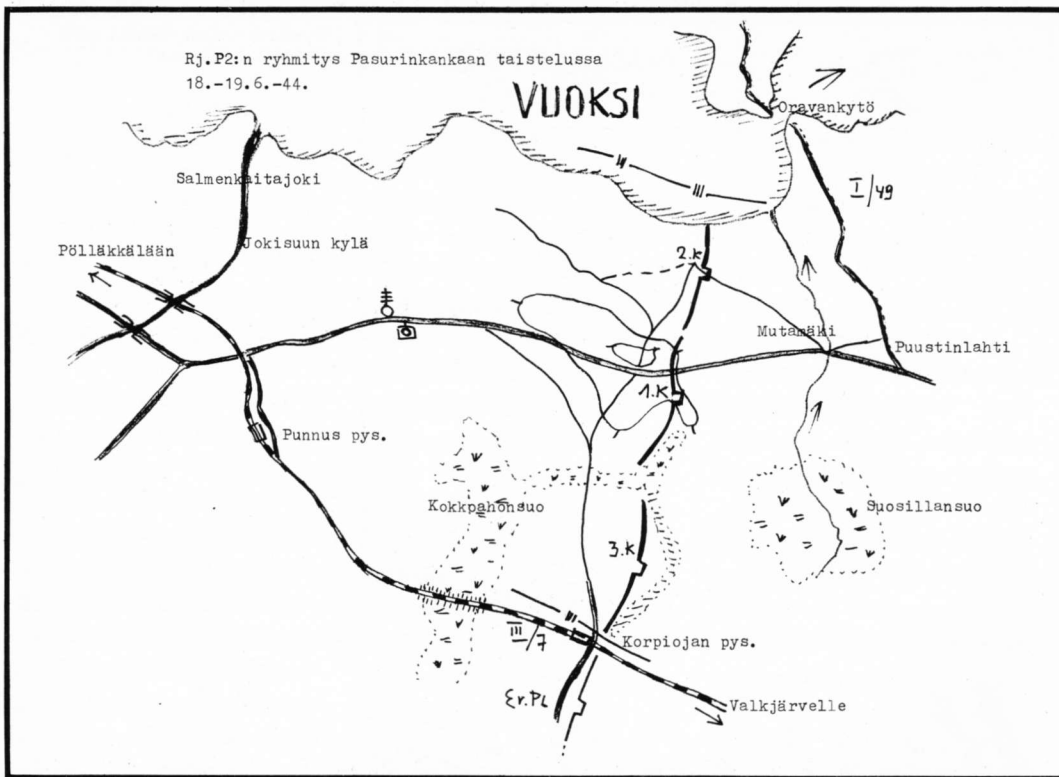 Rj.P2:n ryhmitys Pasurinkankaan taistelussa
18.-19.6.-44.
VUOKSI
Oravankytö
Salmenkaitajoki
I/49
Jokisuun kylä
Pölläkkälään
2.K
Mutamäki
Puustinlahti
1.K
Punnus pys.
Kokkpahonsuo
Suosillansuo
3.K
III/7
Korpiojan pys.
Er.PL
Valkjärvelle